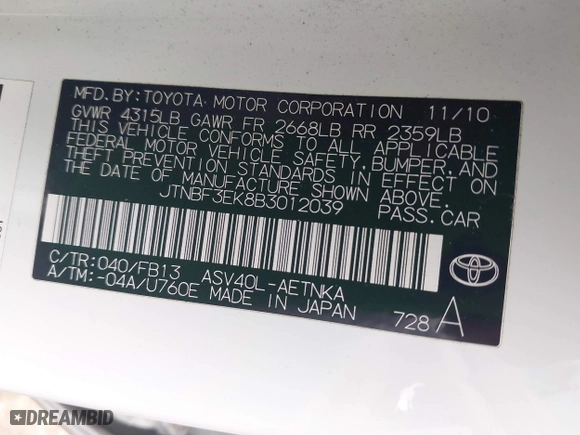 MFD. BY: TOYOTA MOTOR CORPORATION 11/10
GVWR 4315LB GAWR FR 2668LB RR 2359LB
THIS VEHICLE CONFORMS TO ALL APPLICABLE
FEDERAL MOTOR VEHICLE SAFETY, BUMPER, AND
THEFT PREVENTION STANDARDS IN EFFECT ON
THE DATE OF MANUFACTURE SHOWN ABOVE.
JTNBF3EK8B3012039 PASS.CAR
C/TR: 040/FB13 ASV40L-AETNKA
A/TM: -04A/U760E MADE IN JAPAN
728 A
TOYOTA
DREAMBID